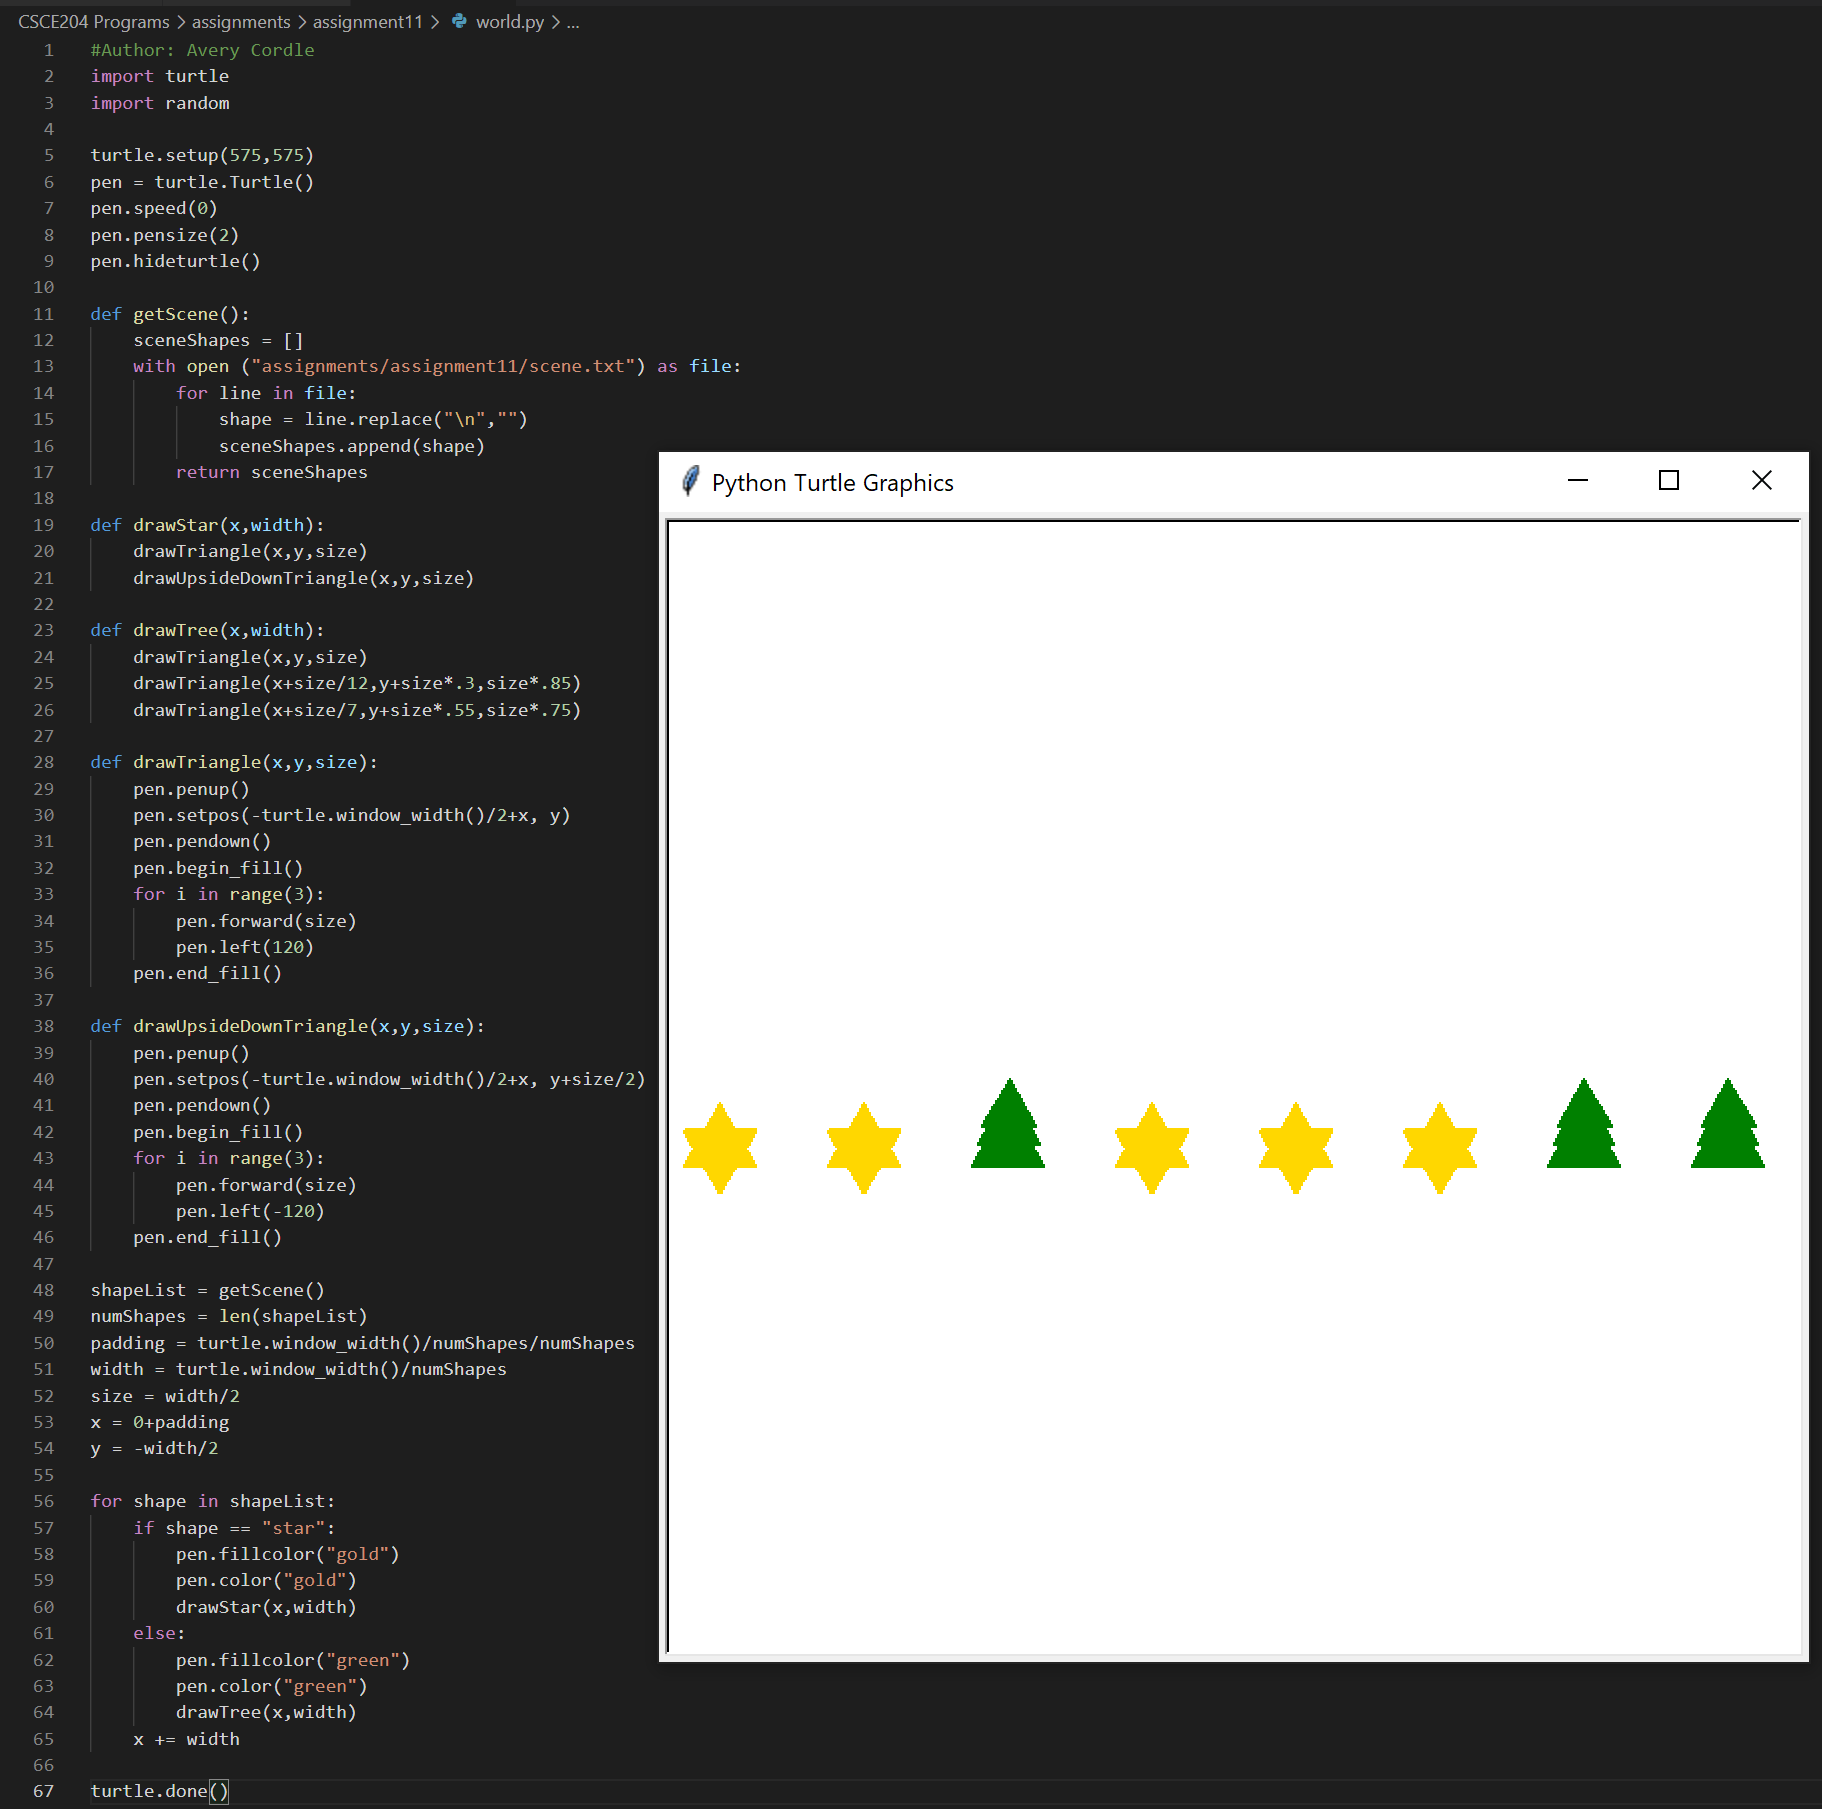 CSCE204 Programs > assignments > assignment11 > world.py > ...
1 #Author: Avery Cordle
2 import turtle
3 import random
4
5 turtle.setup(575,575)
6 pen = turtle.Turtle()
7 pen.speed(0)
8 pen.pensize(2)
9 pen.hideturtle()
10
11 def getScene():
12     sceneShapes = []
13     with open ("assignments/assignment11/scene.txt") as file:
14         for line in file:
15             shape = line.replace("\n","")
16             sceneShapes.append(shape)
17         return sceneShapes
18
19 def drawStar(x,width):
20     drawTriangle(x,y,size)
21     drawUpsideDownTriangle(x,y,size)
22
23 def drawTree(x,width):
24     drawTriangle(x,y,size)
25     drawTriangle(x+size/12,y+size*.3,size*.85)
26     drawTriangle(x+size/7,y+size*.55,size*.75)
27
28 def drawTriangle(x,y,size):
29     pen.penup()
30     pen.setpos(-turtle.window_width()/2+x, y)
31     pen.pendown()
32     pen.begin_fill()
33     for i in range(3):
34         pen.forward(size)
35         pen.left(120)
36     pen.end_fill()
37
38 def drawUpsideDownTriangle(x,y,size):
39     pen.penup()
40     pen.setpos(-turtle.window_width()/2+x, y+size/2)
41     pen.pendown()
42     pen.begin_fill()
43     for i in range(3):
44         pen.forward(size)
45         pen.left(-120)
46     pen.end_fill()
47
48 shapeList = getScene()
49 numShapes = len(shapeList)
50 padding = turtle.window_width()/numShapes/numShapes
51 width = turtle.window_width()/numShapes
52 size = width/2
53 x = 0+padding
54 y = -width/2
55
56 for shape in shapeList:
57     if shape == "star":
58         pen.fillcolor("gold")
59         pen.color("gold")
60         drawStar(x,width)
61     else:
62         pen.fillcolor("green")
63         pen.color("green")
64         drawTree(x,width)
65     x += width
66
67 turtle.done()
Python Turtle Graphics